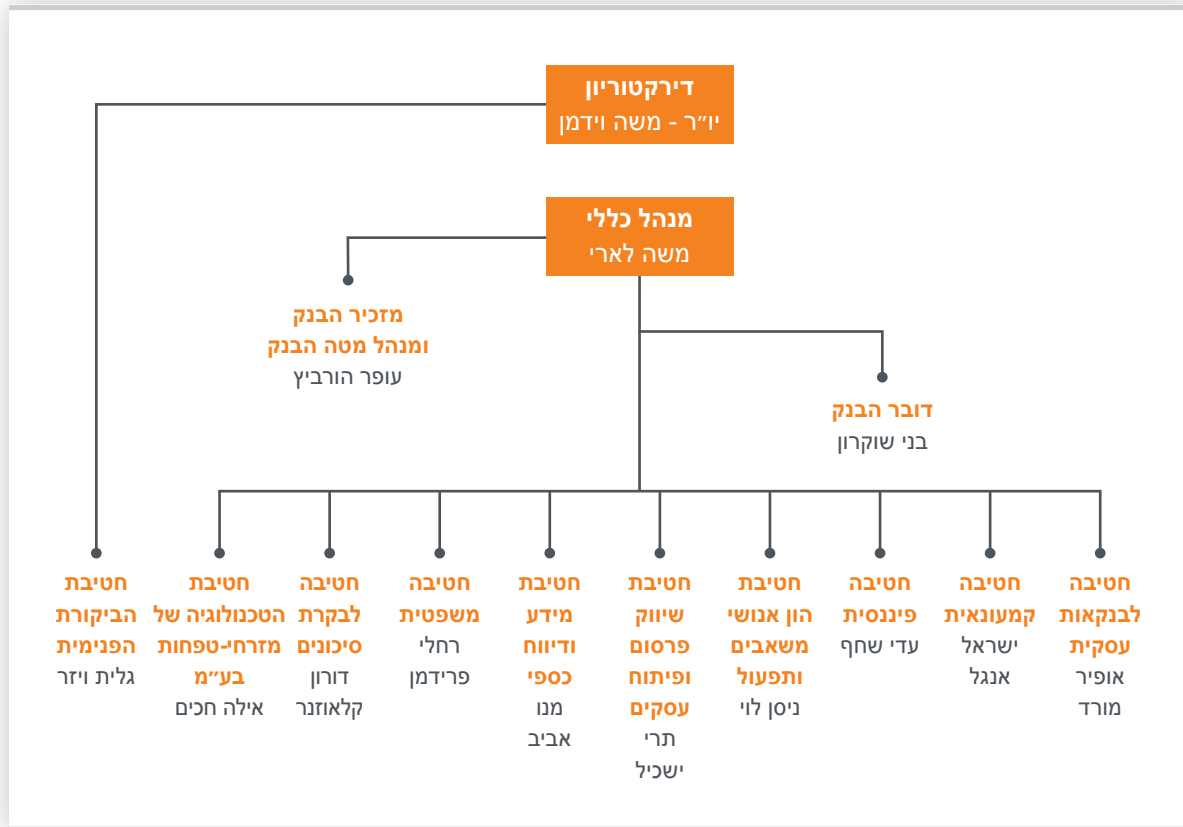 דירקטוריון
יו״ר - משה וידמן
מנהל כללי
משה לארי
מזכיר הבנק
ומנהל מטה הבנק
עופר הורביץ
דובר הבנק
בני שוקרון
חטיבה
לבנקאות
עסקית
אופיר
מורד
חטיבה
קמעונאית
ישראל
אנגל
חטיבה
פיננסית
עדי שחף
חטיבת
הון אנושי
משאבים
ותפעול
ניסן לוי
חטיבת
שיווק
פרסום
ופיתוח
עסקים
תרי
ישכיל
חטיבת
מידע
ודיווח
כספי
מנו
אביב
חטיבה
משפטית
רחלי
פרידמן
חטיבה
לבקרת
סיכונים
דורון
קלאוזנר
חטיבת
הטכנולוגיה של
מזרחי-טפחות
בע״מ
אילה חכים
חטיבת
הביקורת
הפנימית
גלית ויזר